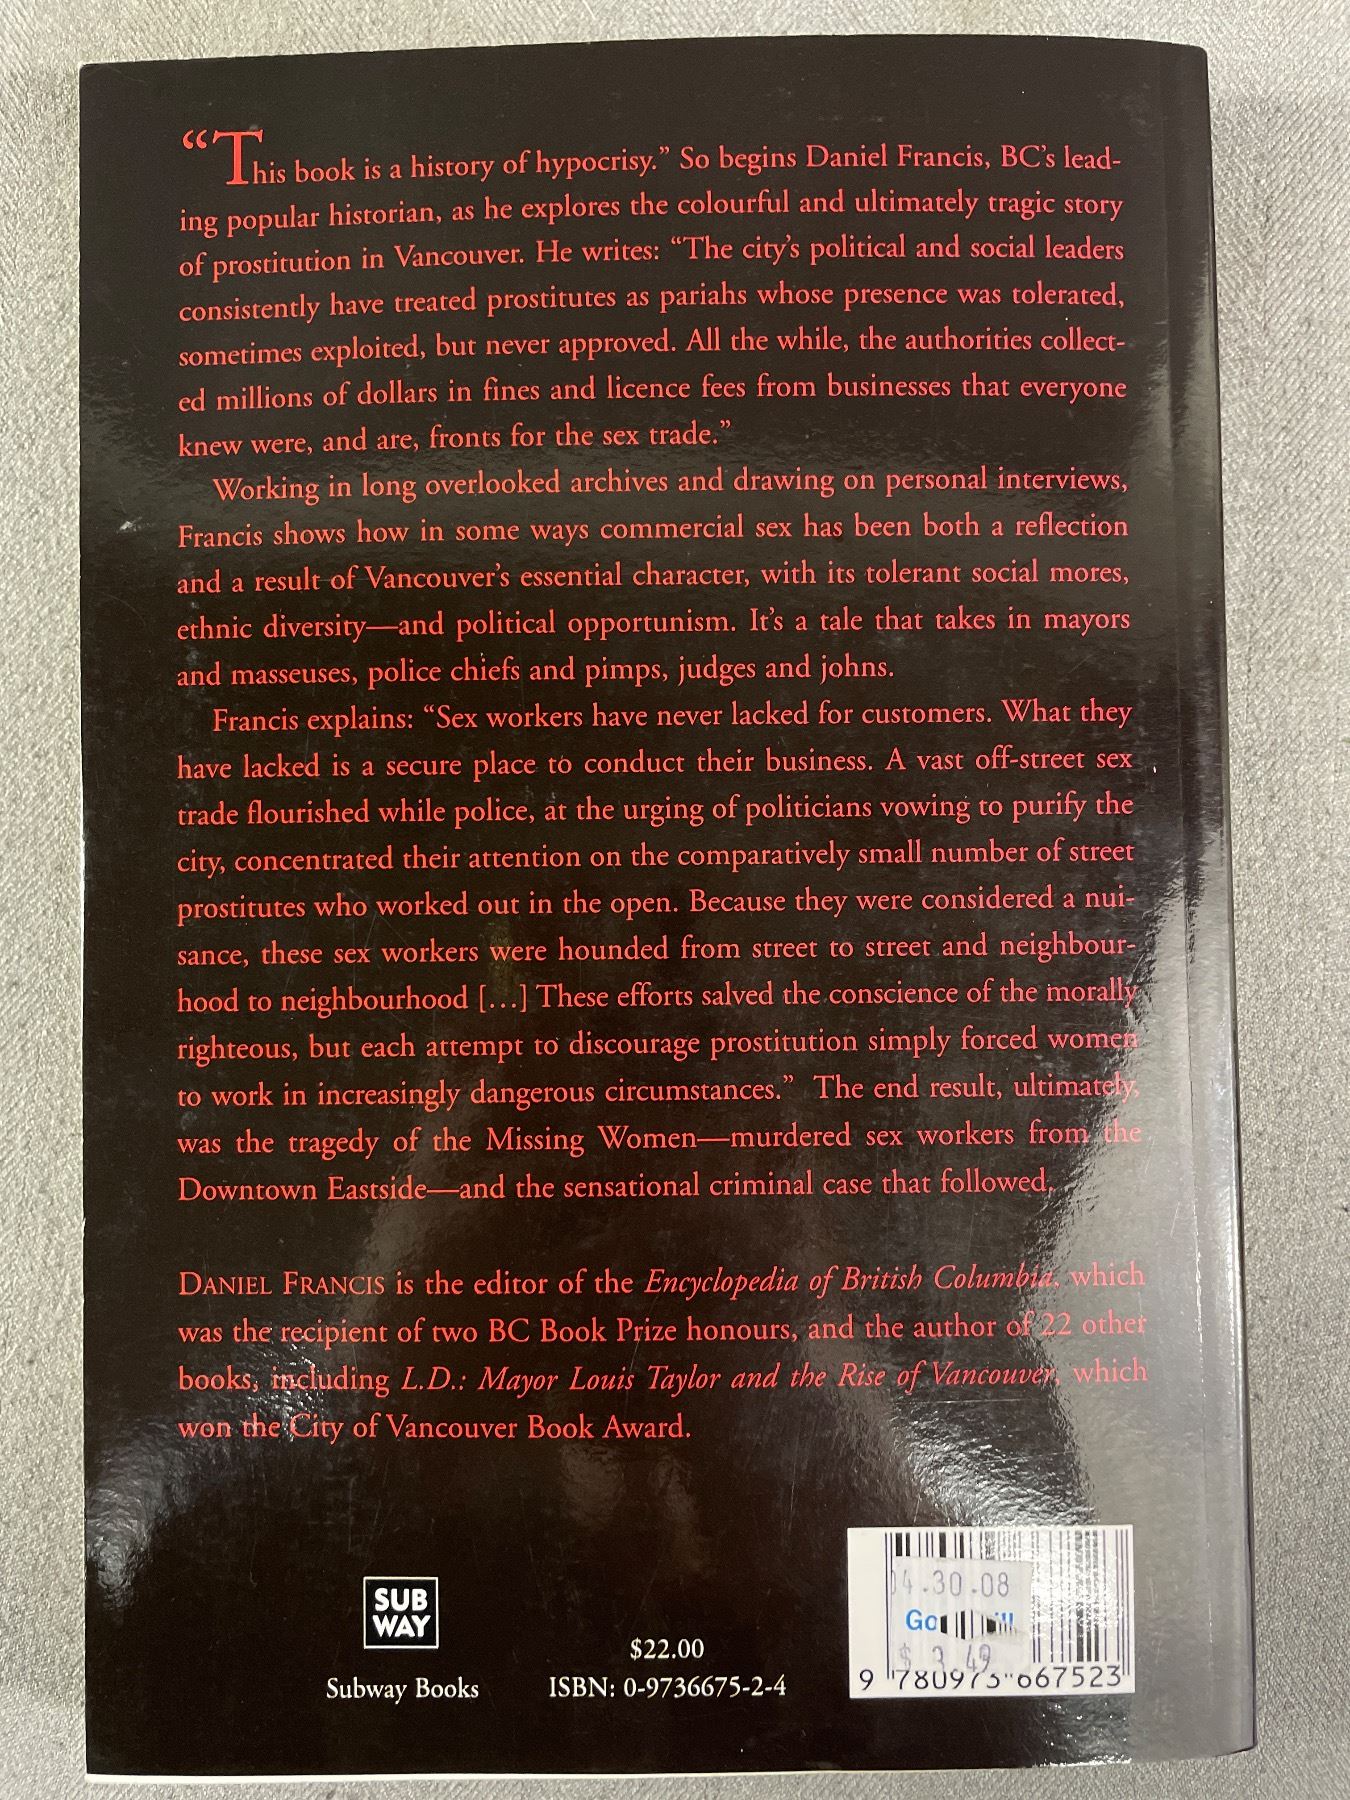 “This book is a history of hypocrisy.” So begins Daniel Francis, BC’s lead-
ing popular historian, as he explores the colourful and ultimately tragic story
of prostitution in Vancouver. He writes: “The city’s political and social leaders
consistently have treated prostitutes as pariahs whose presence was tolerated,
sometimes exploited, but never approved. All the while, the authorities collect-
ed millions of dollars in fines and licence fees from businesses that everyone
knew were, and are, fronts for the sex trade.”
Working in long overlooked archives and drawing on personal interviews,
Francis shows how in some ways commercial sex has been both a reflection
and a result of Vancouver’s essential character, with its tolerant social mores,
ethnic diversity—and political opportunism. It’s a tale that takes in mayors
and masseuses, police chiefs and pimps, judges and johns.
Francis explains: “Sex workers have never lacked for customers. What they
have lacked is a secure place to conduct their business. A vast off-street sex
trade flourished while police, at the urging of politicians vowing to purify the
city, concentrated their attention on the comparatively small number of street
prostitutes who worked out in the open. Because they were considered a nui-
sance, these sex workers were hounded from street to street and neighbour-
hood to neighbourhood […] These efforts salved the conscience of the morally
righteous, but each attempt to discourage prostitution simply forced women
to work in increasingly dangerous circumstances.” The end result, ultimately,
was the tragedy of the Missing Women—murdered sex workers from the
Downtown Eastside—and the sensational criminal case that followed.
DANIEL FRANCIS is the editor of the Encyclopedia of British Columbia, which
was the recipient of two BC Book Prize honours, and the author of 22 other
books, including L.D.: Mayor Louis Taylor and the Rise of Vancouver, which
won the City of Vancouver Book Award.
SUB
WAY
Subway Books
$22.00
ISBN: 0-9736675-2-4
04.30.08
$ 3.49
9 780973 667523